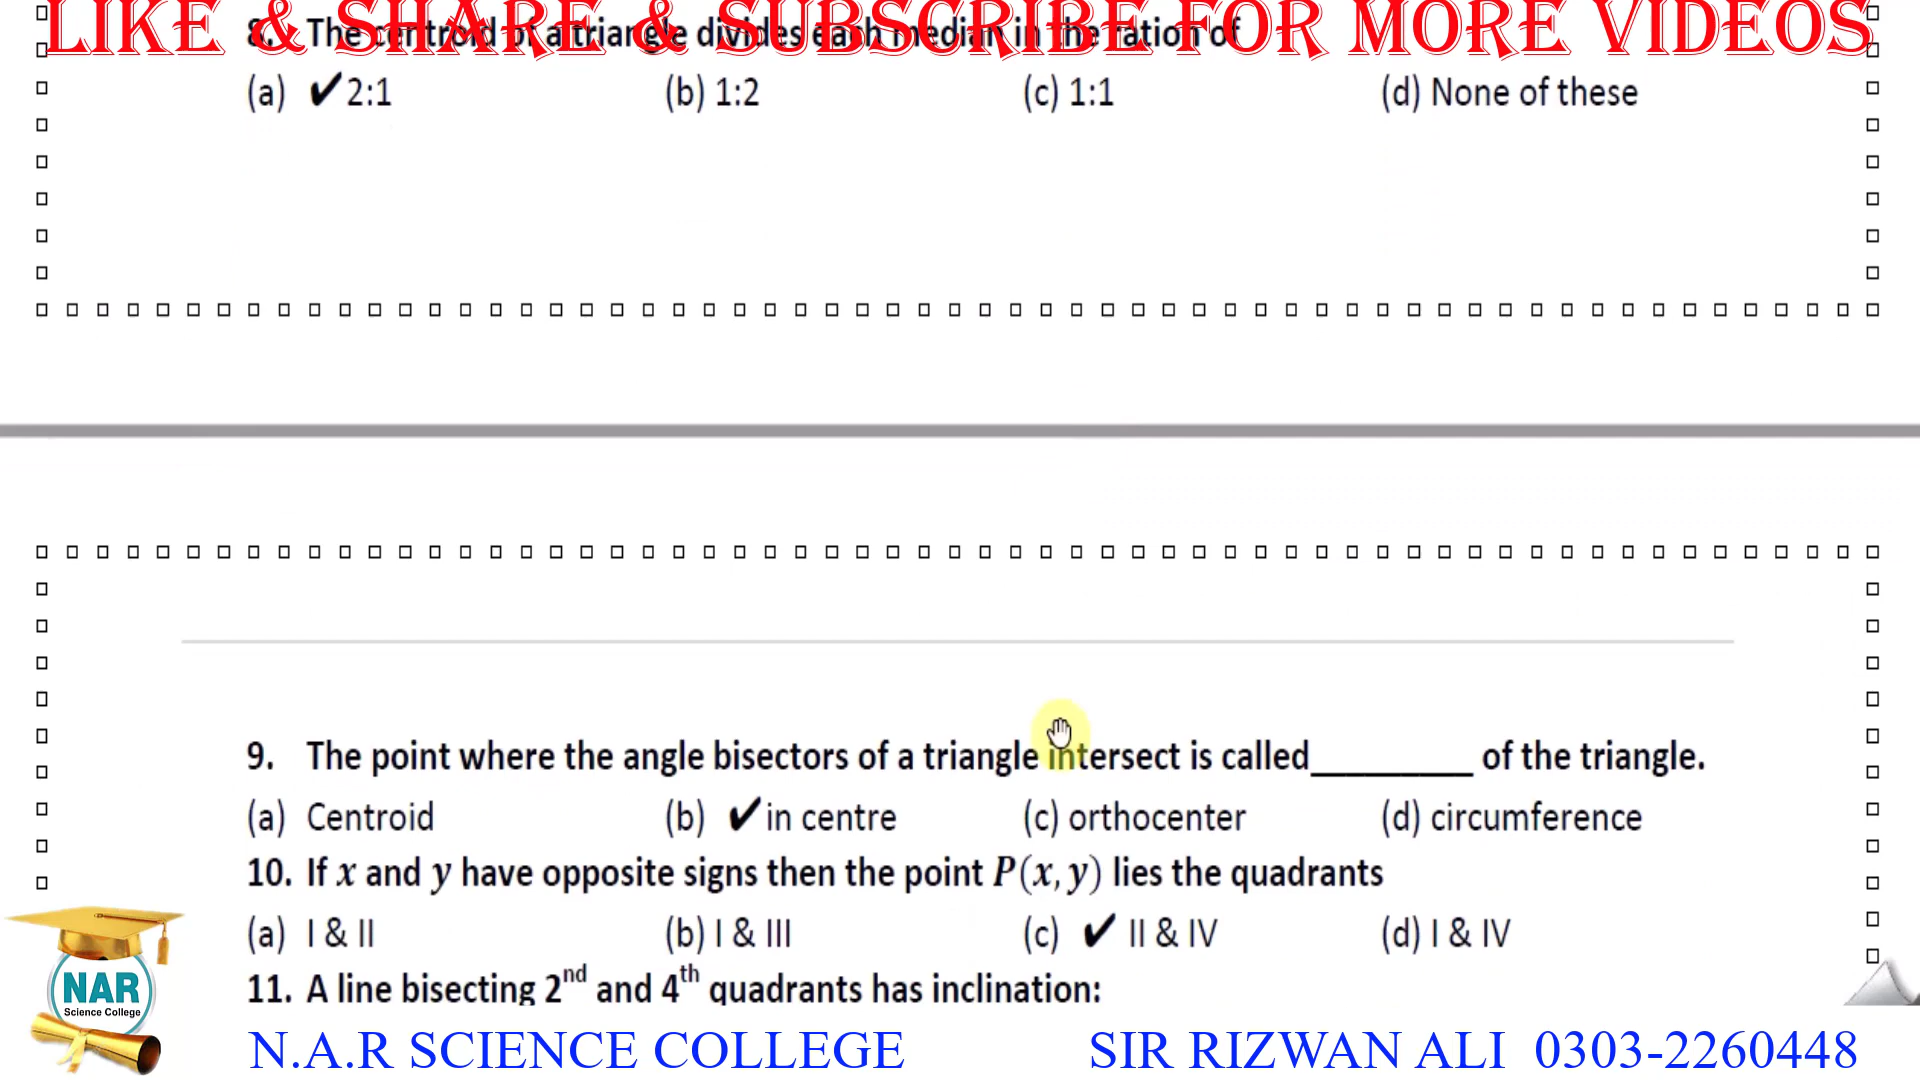 LIKE & SHARE & SUBSCRIBE FOR MORE VIDEOS
8. The centroid of a triangle divides each median in the ration of
(a) ✔2:1 (b) 1:2 (c) 1:1 (d) None of these
9. The point where the angle bisectors of a triangle intersect is called________ of the triangle.
(a) Centroid (b) ✔in centre (c) orthocenter (d) circumference
10. If x and y have opposite signs then the point P(x, y) lies the quadrants
(a) I & II (b) I & III (c) ✔ II & IV (d) I & IV
11. A line bisecting 2nd and 4th quadrants has inclination:
NAR
Science College
N.A.R SCIENCE COLLEGE SIR RIZWAN ALI 0303-2260448